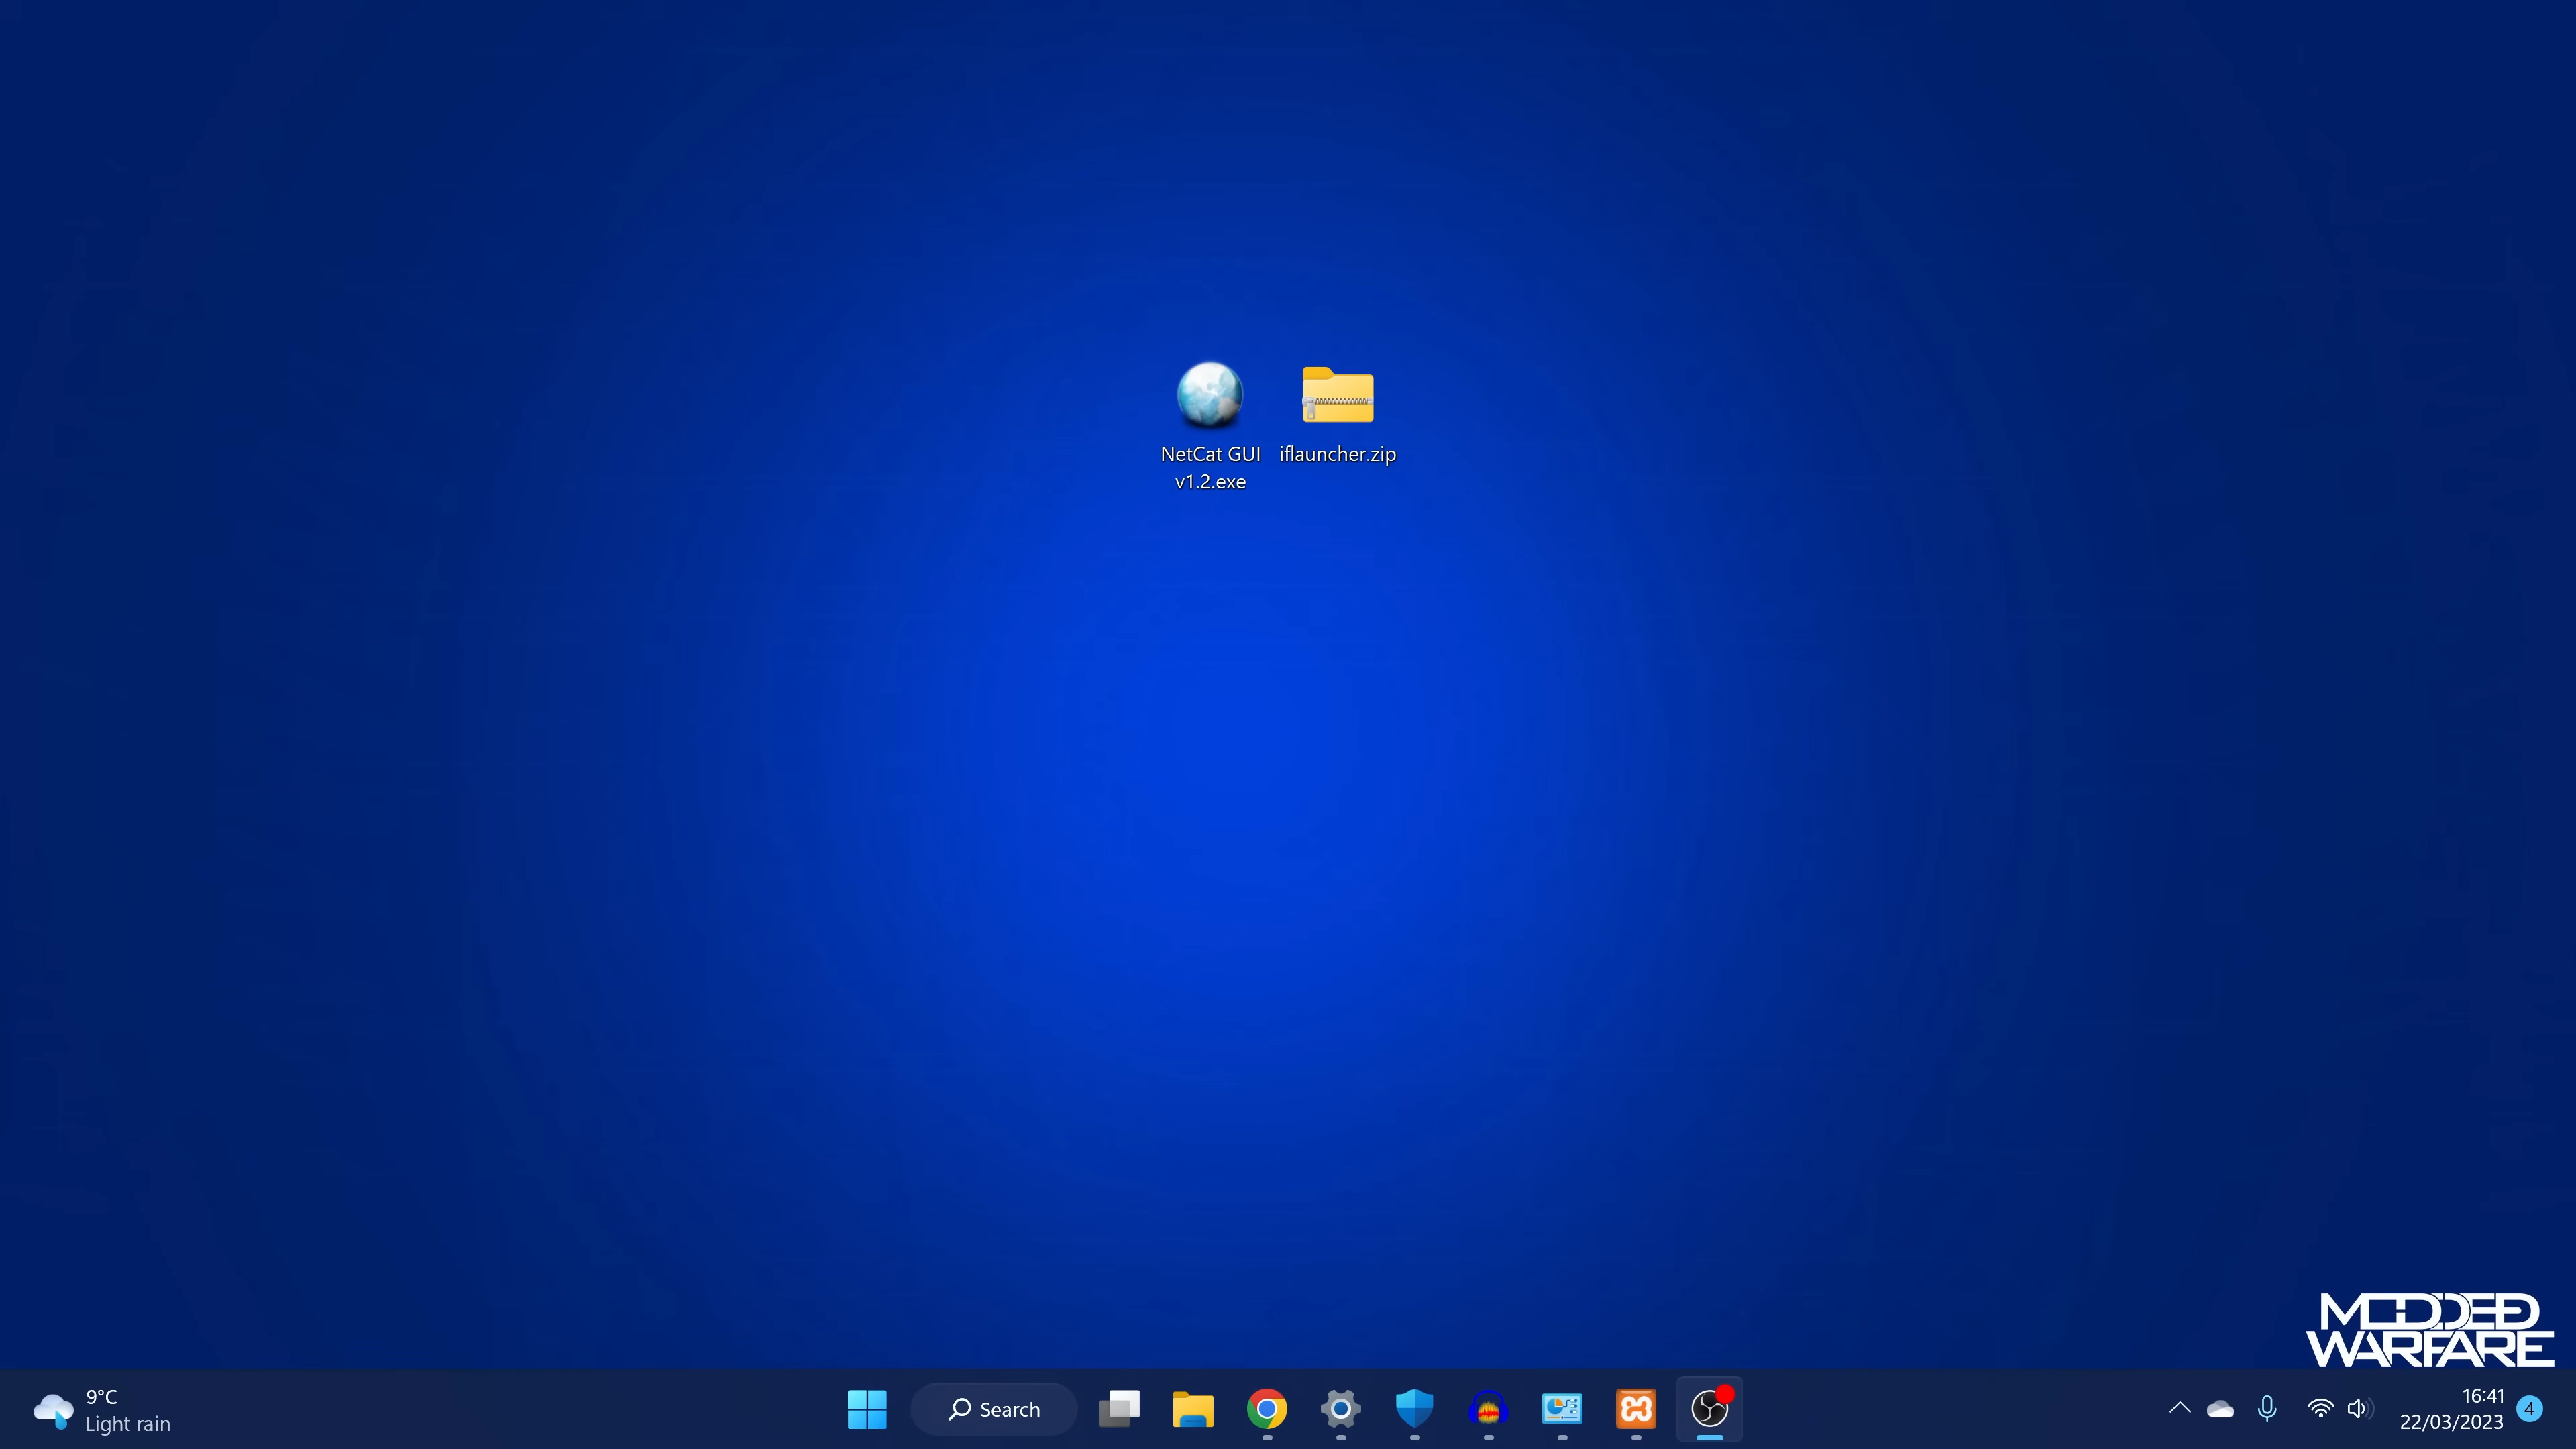 NetCat GUI
v1.2.exe
iflauncher.zip
MODDED
WARFARE
9°C
Light rain
Search
16:41
22/03/2023
4